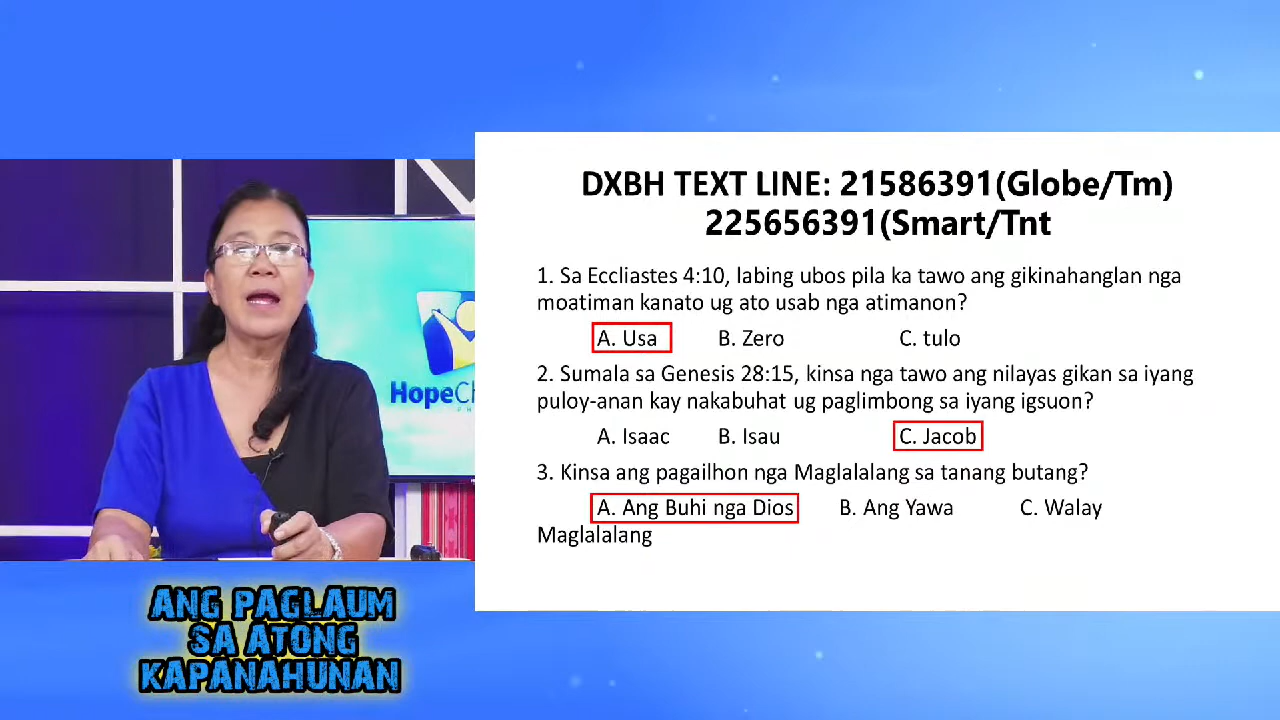 DXBH TEXT LINE: 21586391(Globe/Tm)
225656391(Smart/Tnt
1. Sa Eccliastes 4:10, labing ubos pila ka tawo ang gikinahanglan nga
moatiman kanato ug ato usab nga atimanon?
A. Usa B. Zero C. tulo
2. Sumala sa Genesis 28:15, kinsa nga tawo ang nilayas gikan sa iyang
puloy-anan kay nakabuhat ug paglimbong sa iyang igsuon?
A. Isaac B. Isau C. Jacob
3. Kinsa ang pagailhon nga Maglalalang sa tanang butang?
A. Ang Buhi nga Dios B. Ang Yawa C. Walay
Maglalalang
HopeCh
ANG PAGLAUM
SA ATONG
KAPANAHUNAN